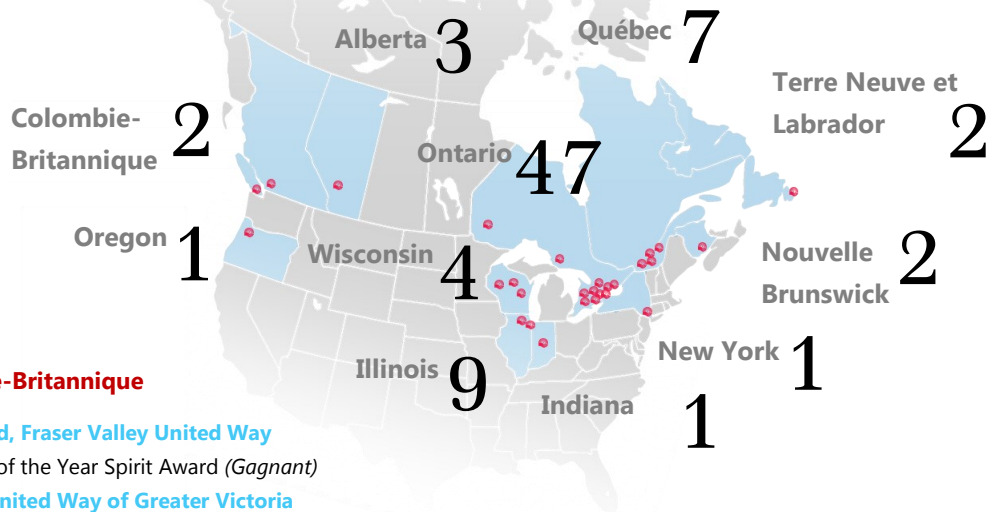 Alberta 3
Québec 7
Terre Neuve et
Labrador 2
Colombie-
Britannique 2
Ontario 47
Oregon 1
Wisconsin 4
Nouvelle
Brunswick 2
New York 1
Illinois 9
Indiana 1
e-Britannique
d, Fraser Valley United Way
of the Year Spirit Award (Gagnant)
nited Way of Greater Victoria